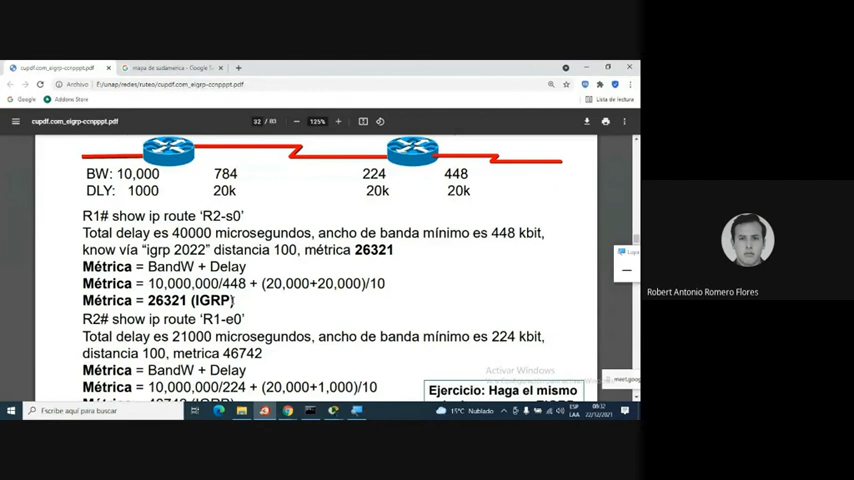 cupdf.com_eigrp-ccnpppt.pdf
mapa de sudamerica - Google
Archivo
E:/unap/redes/ruteo/cupdf.com_eigrp-ccnpppt.pdf
Google
Addons Store
Lista de lectura
cupdf.com_eigrp-ccnpppt.pdf
32 / 83
125%
BW: 10,000 784 224 448
DLY: 1000 20k 20k 20k
R1# show ip route ‘R2-s0’
Total delay es 40000 microsegundos, ancho de banda mínimo es 448 kbit,
know vía “igrp 2022” distancia 100, métrica 26321
Métrica = BandW + Delay
Métrica = 10,000,000/448 + (20,000+20,000)/10
Métrica = 26321 (IGRP)
R2# show ip route ‘R1-e0’
Total delay es 21000 microsegundos, ancho de banda mínimo es 224 kbit,
distancia 100, metrica 46742
Métrica = BandW + Delay
Métrica = 10,000,000/224 + (20,000+1,000)/10
Ejercicio: Haga el mismo
Activar Windows
Lupa
meet.goog
Robert Antonio Romero Flores
Escribe aquí para buscar
15°C Nublado
ESP
LAA